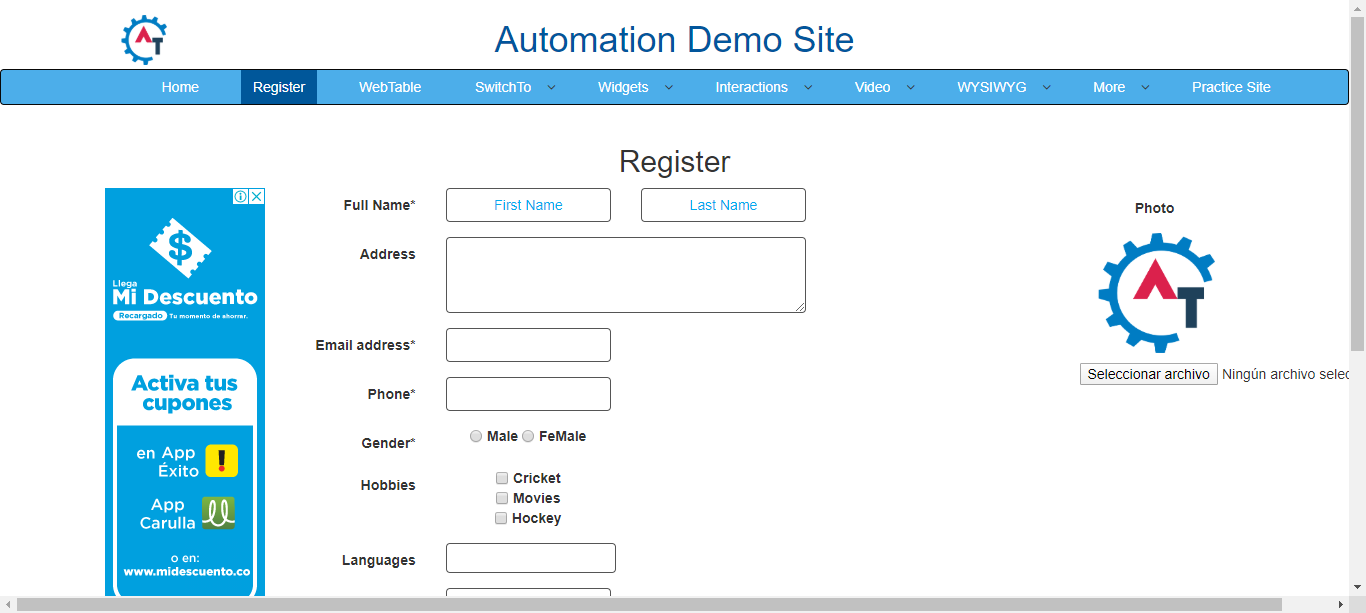 AT
Automation Demo Site
Home Register WebTable SwitchTo Widgets Interactions Video WYSIWYG More Practice Site
Register
Llega
Mi Descuento
Recargado Tu momento de ahorrar.
Activa tus
cupones
en App
Éxito
App
Carulla
o en:
www.midescuento.co
Full Name* First Name Last Name
Address
Email address*
Phone*
Gender* Male FeMale
Hobbies Cricket
Movies
Hockey
Languages
Photo
AT
Seleccionar archivo Ningún archivo selec